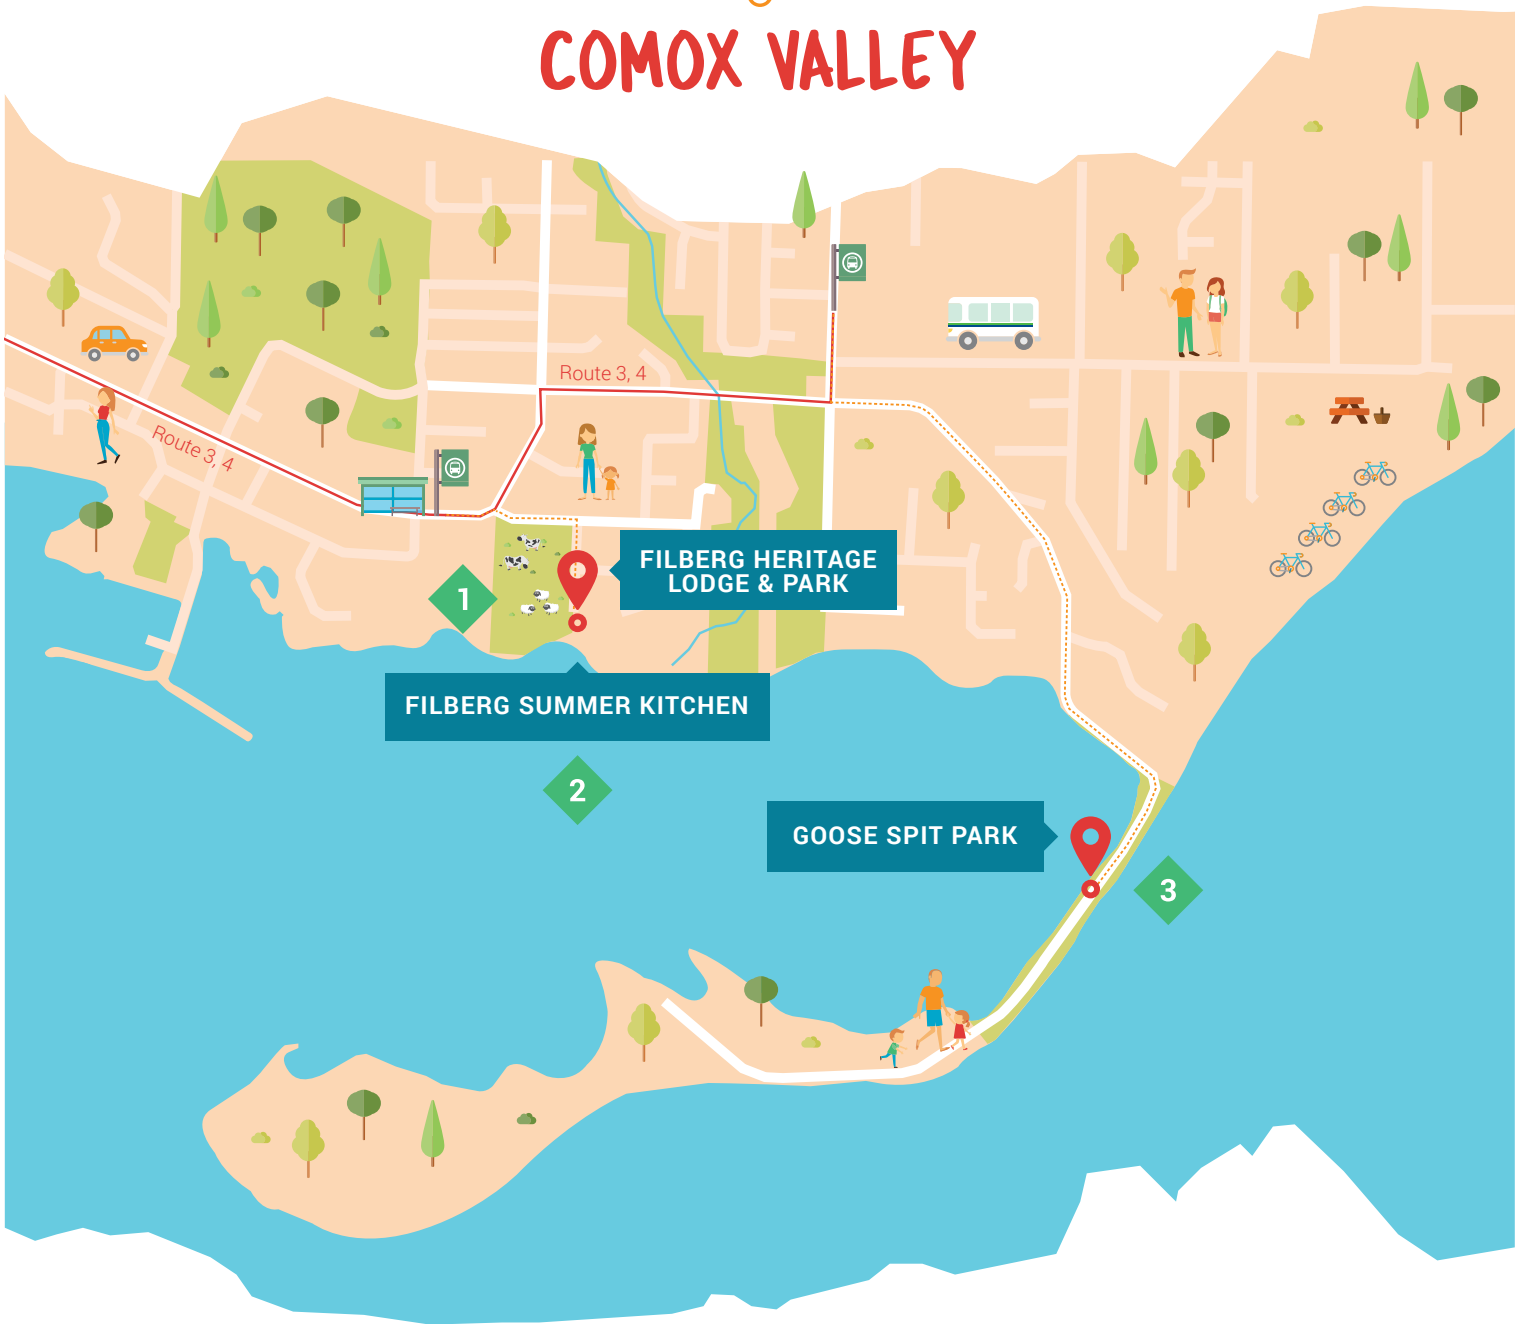 COMOX VALLEY
Route 3, 4
Route 3, 4
FILBERG HERITAGE
LODGE & PARK
1
FILBERG SUMMER KITCHEN
2
GOOSE SPIT PARK
3